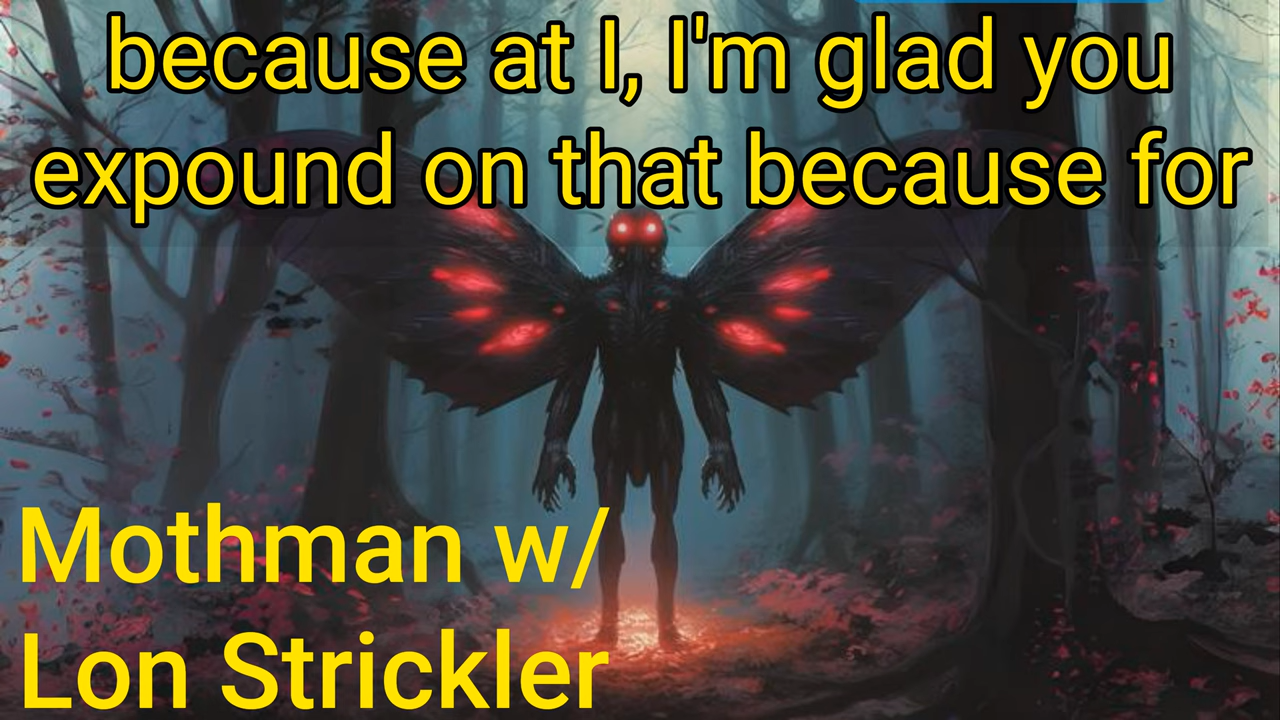 because at I, I'm glad you
expound on that because for
Mothman w/
Lon Strickler